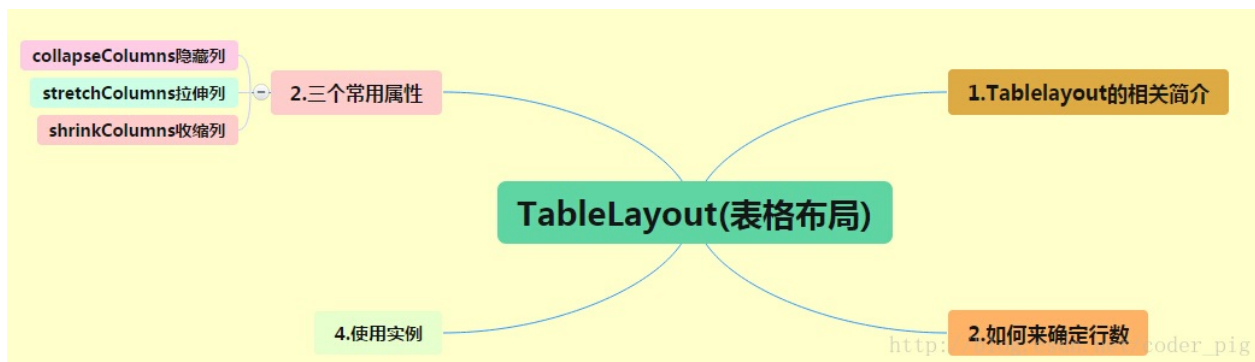 TableLayout(表格布局)
1.Tablelayout的相关简介
2.如何来确定行数
2.三个常用属性
collapseColumns隐藏列
stretchColumns拉伸列
shrinkColumns收缩列
4.使用实例
http: coder_pig